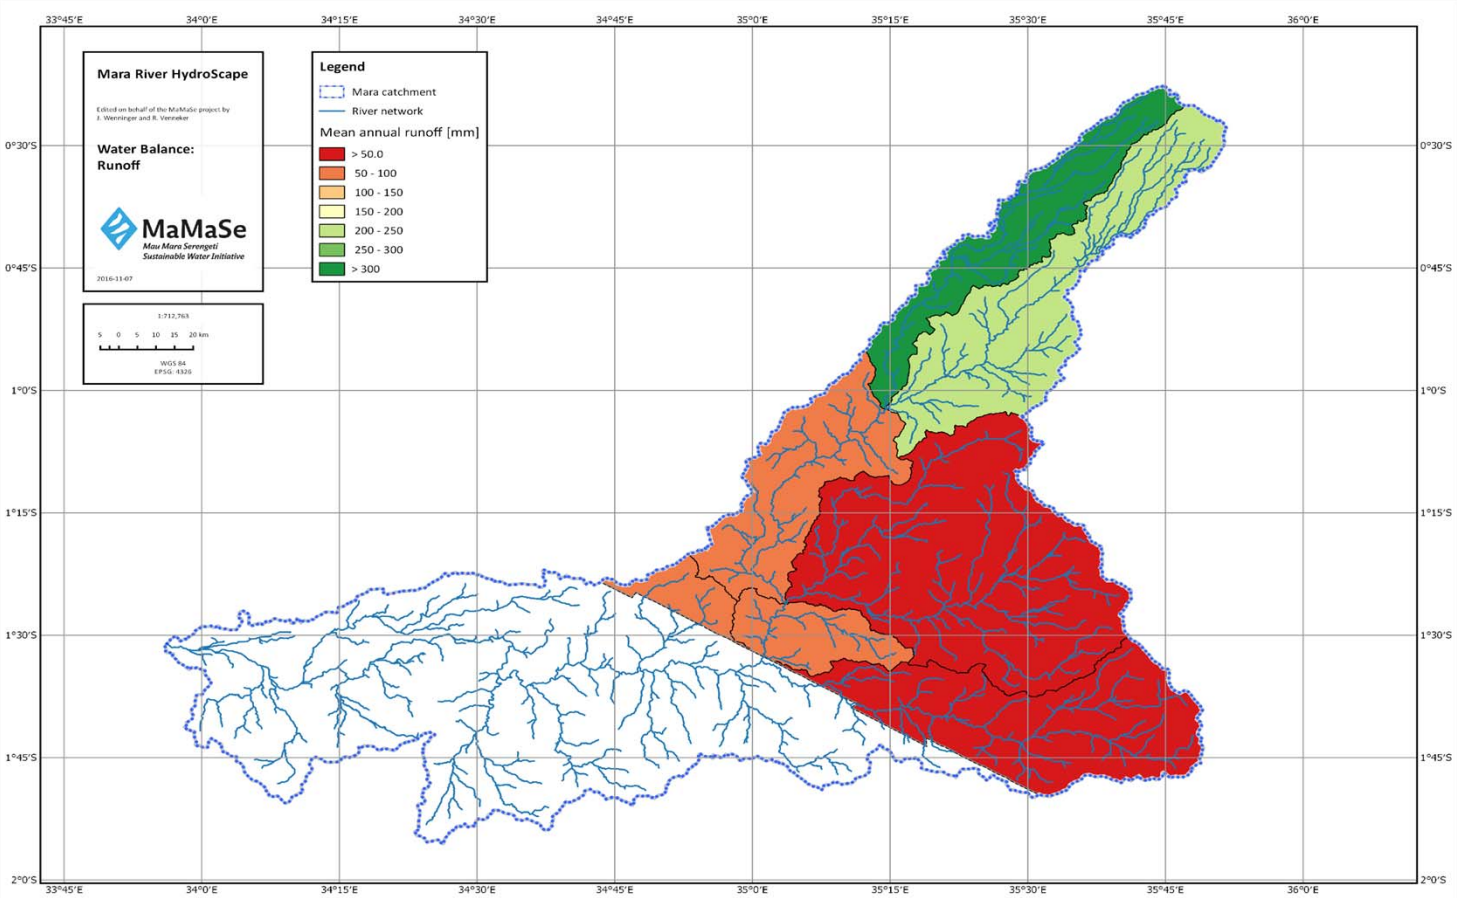 33°45'E 34°0'E 34°15'E 34°30'E 34°45'E 35°0'E 35°15'E 35°30'E 35°45'E 36°0'E
Mara River HydroScape
Edited on behalf of the MaMaSe project by
J. Wenninger and R. Venneker
Water Balance:
Runoff
MaMaSe
Mau Mara Serengeti
Sustainable Water Initiative
2016-11-07
1:712,763
5 0 5 10 15 20 km
WGS 84
EPSG: 4326
Legend
Mara catchment
River network
Mean annual runoff [mm]
> 50.0
50 - 100
100 - 150
150 - 200
200 - 250
250 - 300
> 300
0°30'S 0°30'S
0°45'S 0°45'S
1°0'S 1°0'S
1°15'S 1°15'S
1°30'S 1°30'S
1°45'S 1°45'S
2°0'S 2°0'S
33°45'E 34°0'E 34°15'E 34°30'E 34°45'E 35°0'E 35°15'E 35°30'E 35°45'E 36°0'E